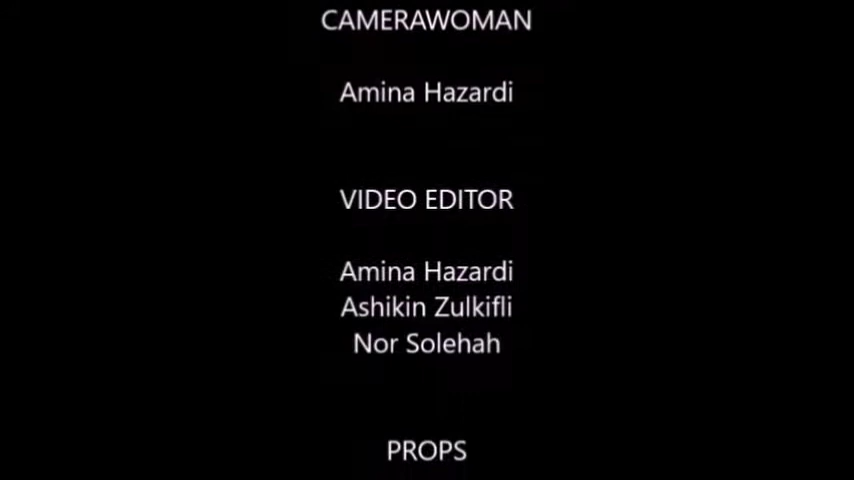 CAMERAWOMAN
Amina Hazardi
VIDEO EDITOR
Amina Hazardi
Ashikin Zulkifli
Nor Solehah
PROPS